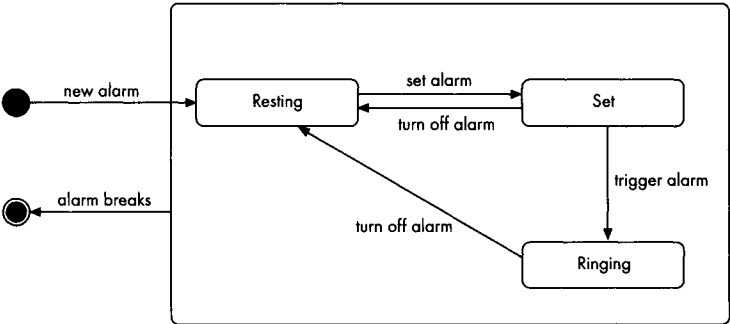 new alarm
Resting
set alarm
Set
turn off alarm
trigger alarm
alarm breaks
turn off alarm
Ringing